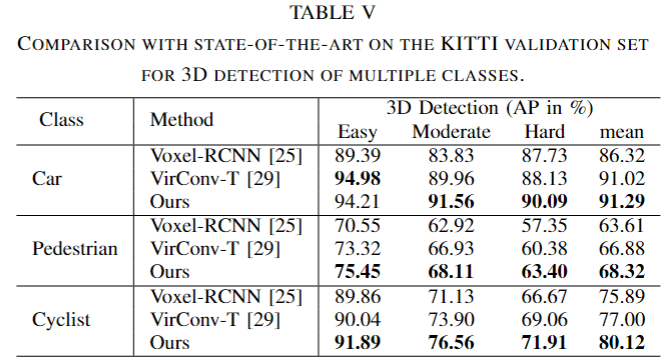 TABLE V
COMPARISON WITH STATE-OF-THE-ART ON THE KITTI VALIDATION SET
FOR 3D DETECTION OF MULTIPLE CLASSES.
Class Method 3D Detection (AP in %)
Easy Moderate Hard mean
Voxel-RCNN [25] 89.39 83.83 87.73 86.32
Car VirConv-T [29] 94.98 89.96 88.13 91.02
Ours 94.21 91.56 90.09 91.29
Voxel-RCNN [25] 70.55 62.92 57.35 63.61
Pedestrian VirConv-T [29] 73.32 66.93 60.38 66.88
Ours 75.45 68.11 63.40 68.32
Voxel-RCNN [25] 89.86 71.13 66.67 75.89
Cyclist VirConv-T [29] 90.04 73.90 69.06 77.00
Ours 91.89 76.56 71.91 80.12